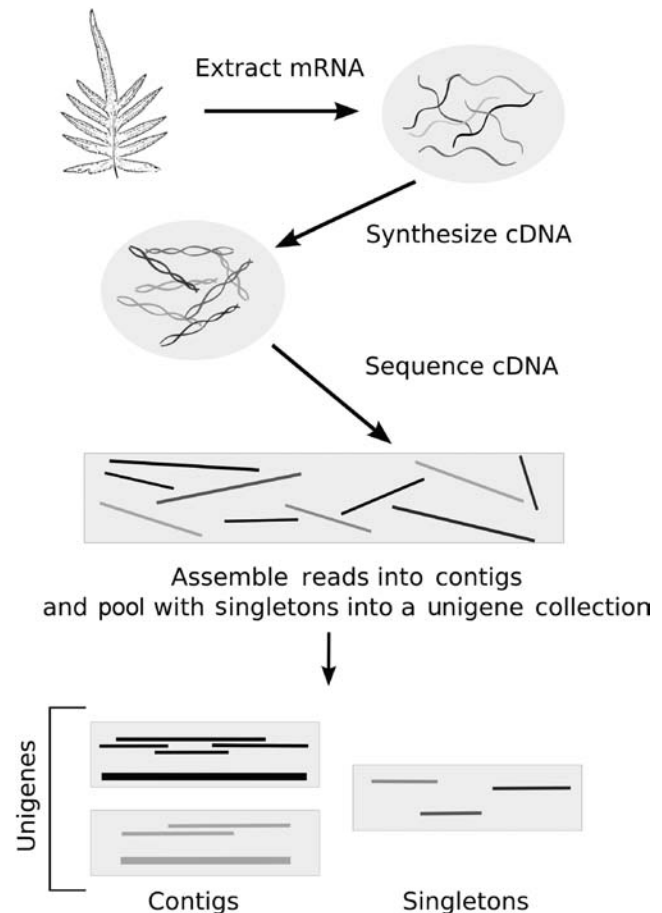 Extract mRNA
Synthesize cDNA
Sequence cDNA
Assemble reads into contigs
and pool with singletons into a unigene collection
Unigenes
Contigs
Singletons